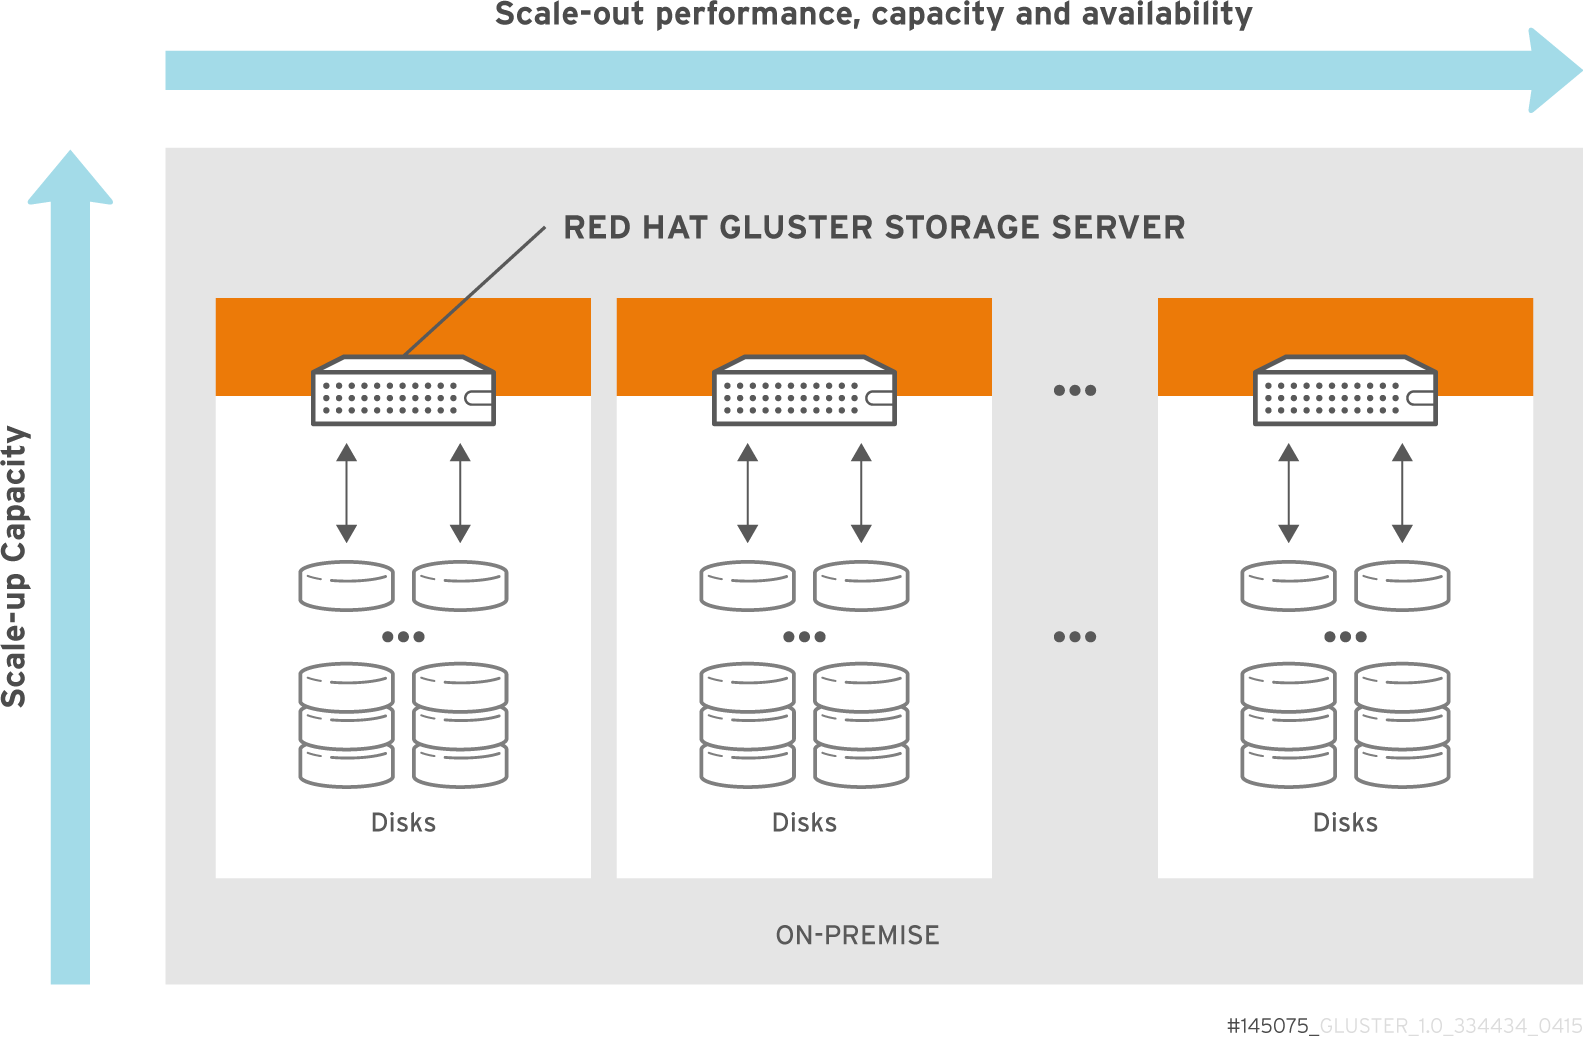 Scale-out performance, capacity and availability
Scale-up Capacity
RED HAT GLUSTER STORAGE SERVER
Disks
Disks
Disks
ON-PREMISE
#145075_GLUSTER_1.0_334434_0415